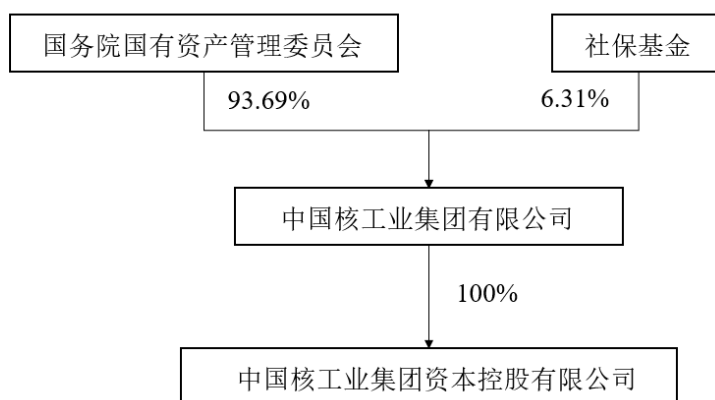 国务院国有资产管理委员会
社保基金
93.69%
6.31%
中国核工业集团有限公司
100%
中国核工业集团资本控股有限公司